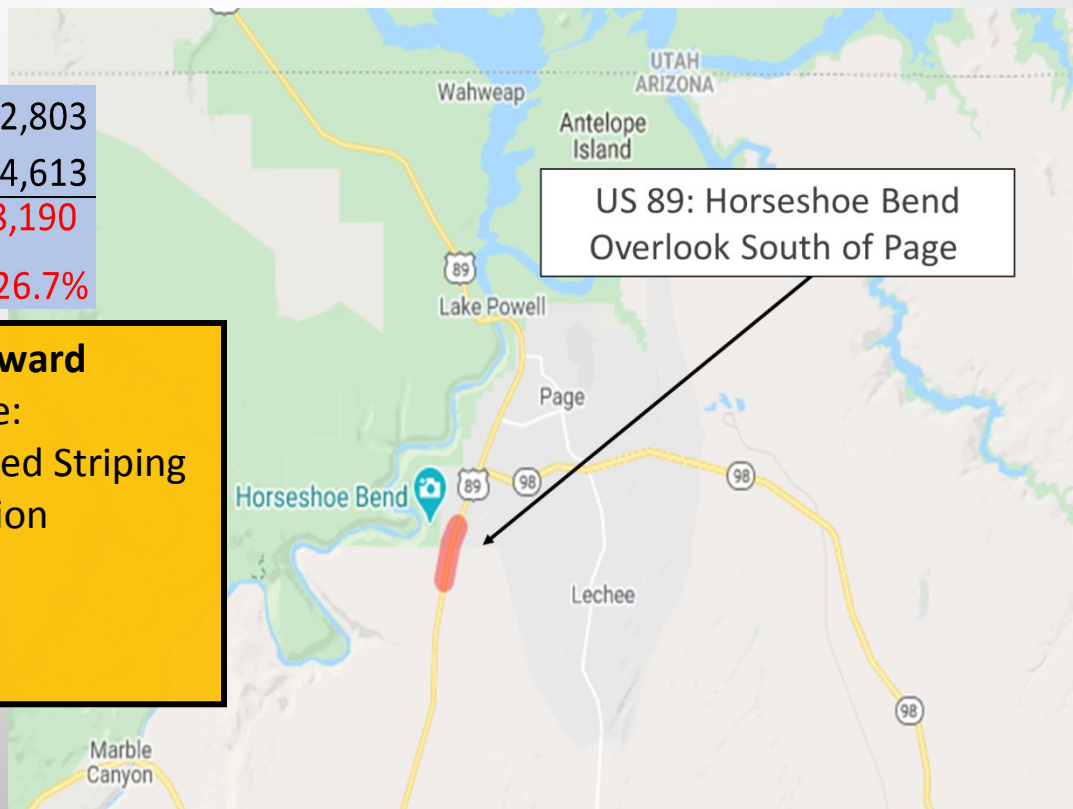 2,803
4,613
,190
26.7%
ward
e:
ed Striping
ion
UTAH
ARIZONA
Wahweap
Antelope
Island
US 89: Horseshoe Bend
Overlook South of Page
89
Lake Powell
Page
Horseshoe Bend
89
98
98
Lechee
98
Marble
Canyon